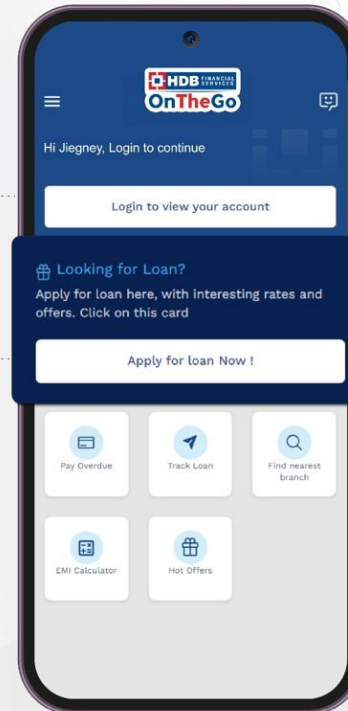 HDB FINANCIAL
SERVICES
OnTheGo
Hi Jiegney, Login to continue
Login to view your account
Looking for Loan?
Apply for loan here, with interesting rates and
offers. Click on this card
Apply for loan Now !
Pay Overdue
Track Loan
Find nearest
branch
EMI Calculator
Hot Offers